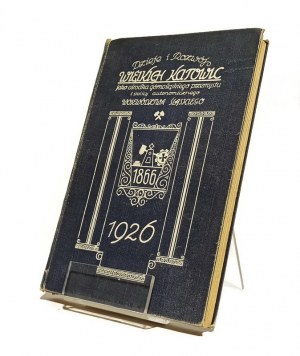 Dzieje i Rozwój
WIELKICH KATOWIC
jako ośrodka górnośląskiego przemysłu
i stolicy autonomicznego
WOJEWÓDZTWA ŚLĄSKIEGO
1866
1926